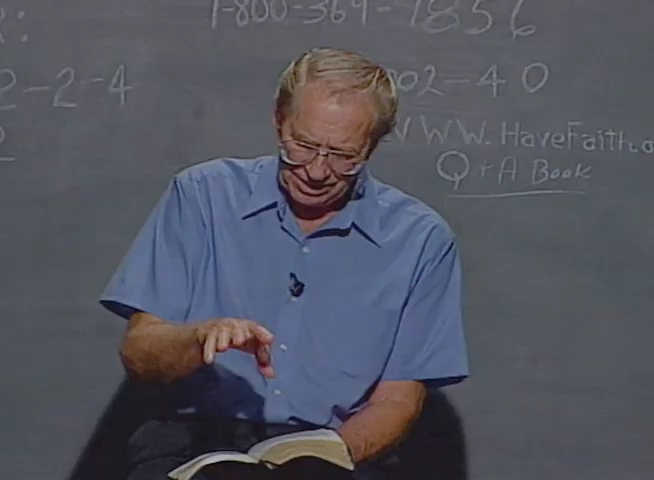 1-800-369-7856
R:
2-2-4
002=40
WWW.HaveFaith.
Q + A Book